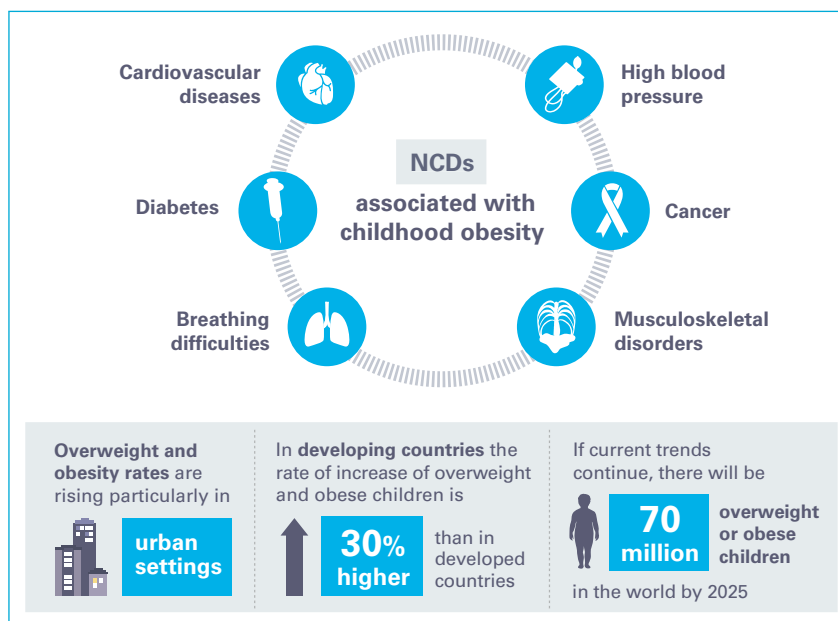 Cardiovascular
diseases
High blood
pressure
NCDs
associated with
childhood obesity
Diabetes
Cancer
Breathing
difficulties
Musculoskeletal
disorders
Overweight and
obesity rates are
rising particularly in
urban
settings
In developing countries the
rate of increase of overweight
and obese children is
30%
higher
than in
developed
countries
If current trends
continue, there will be
70
million
overweight
or obese
children
in the world by 2025